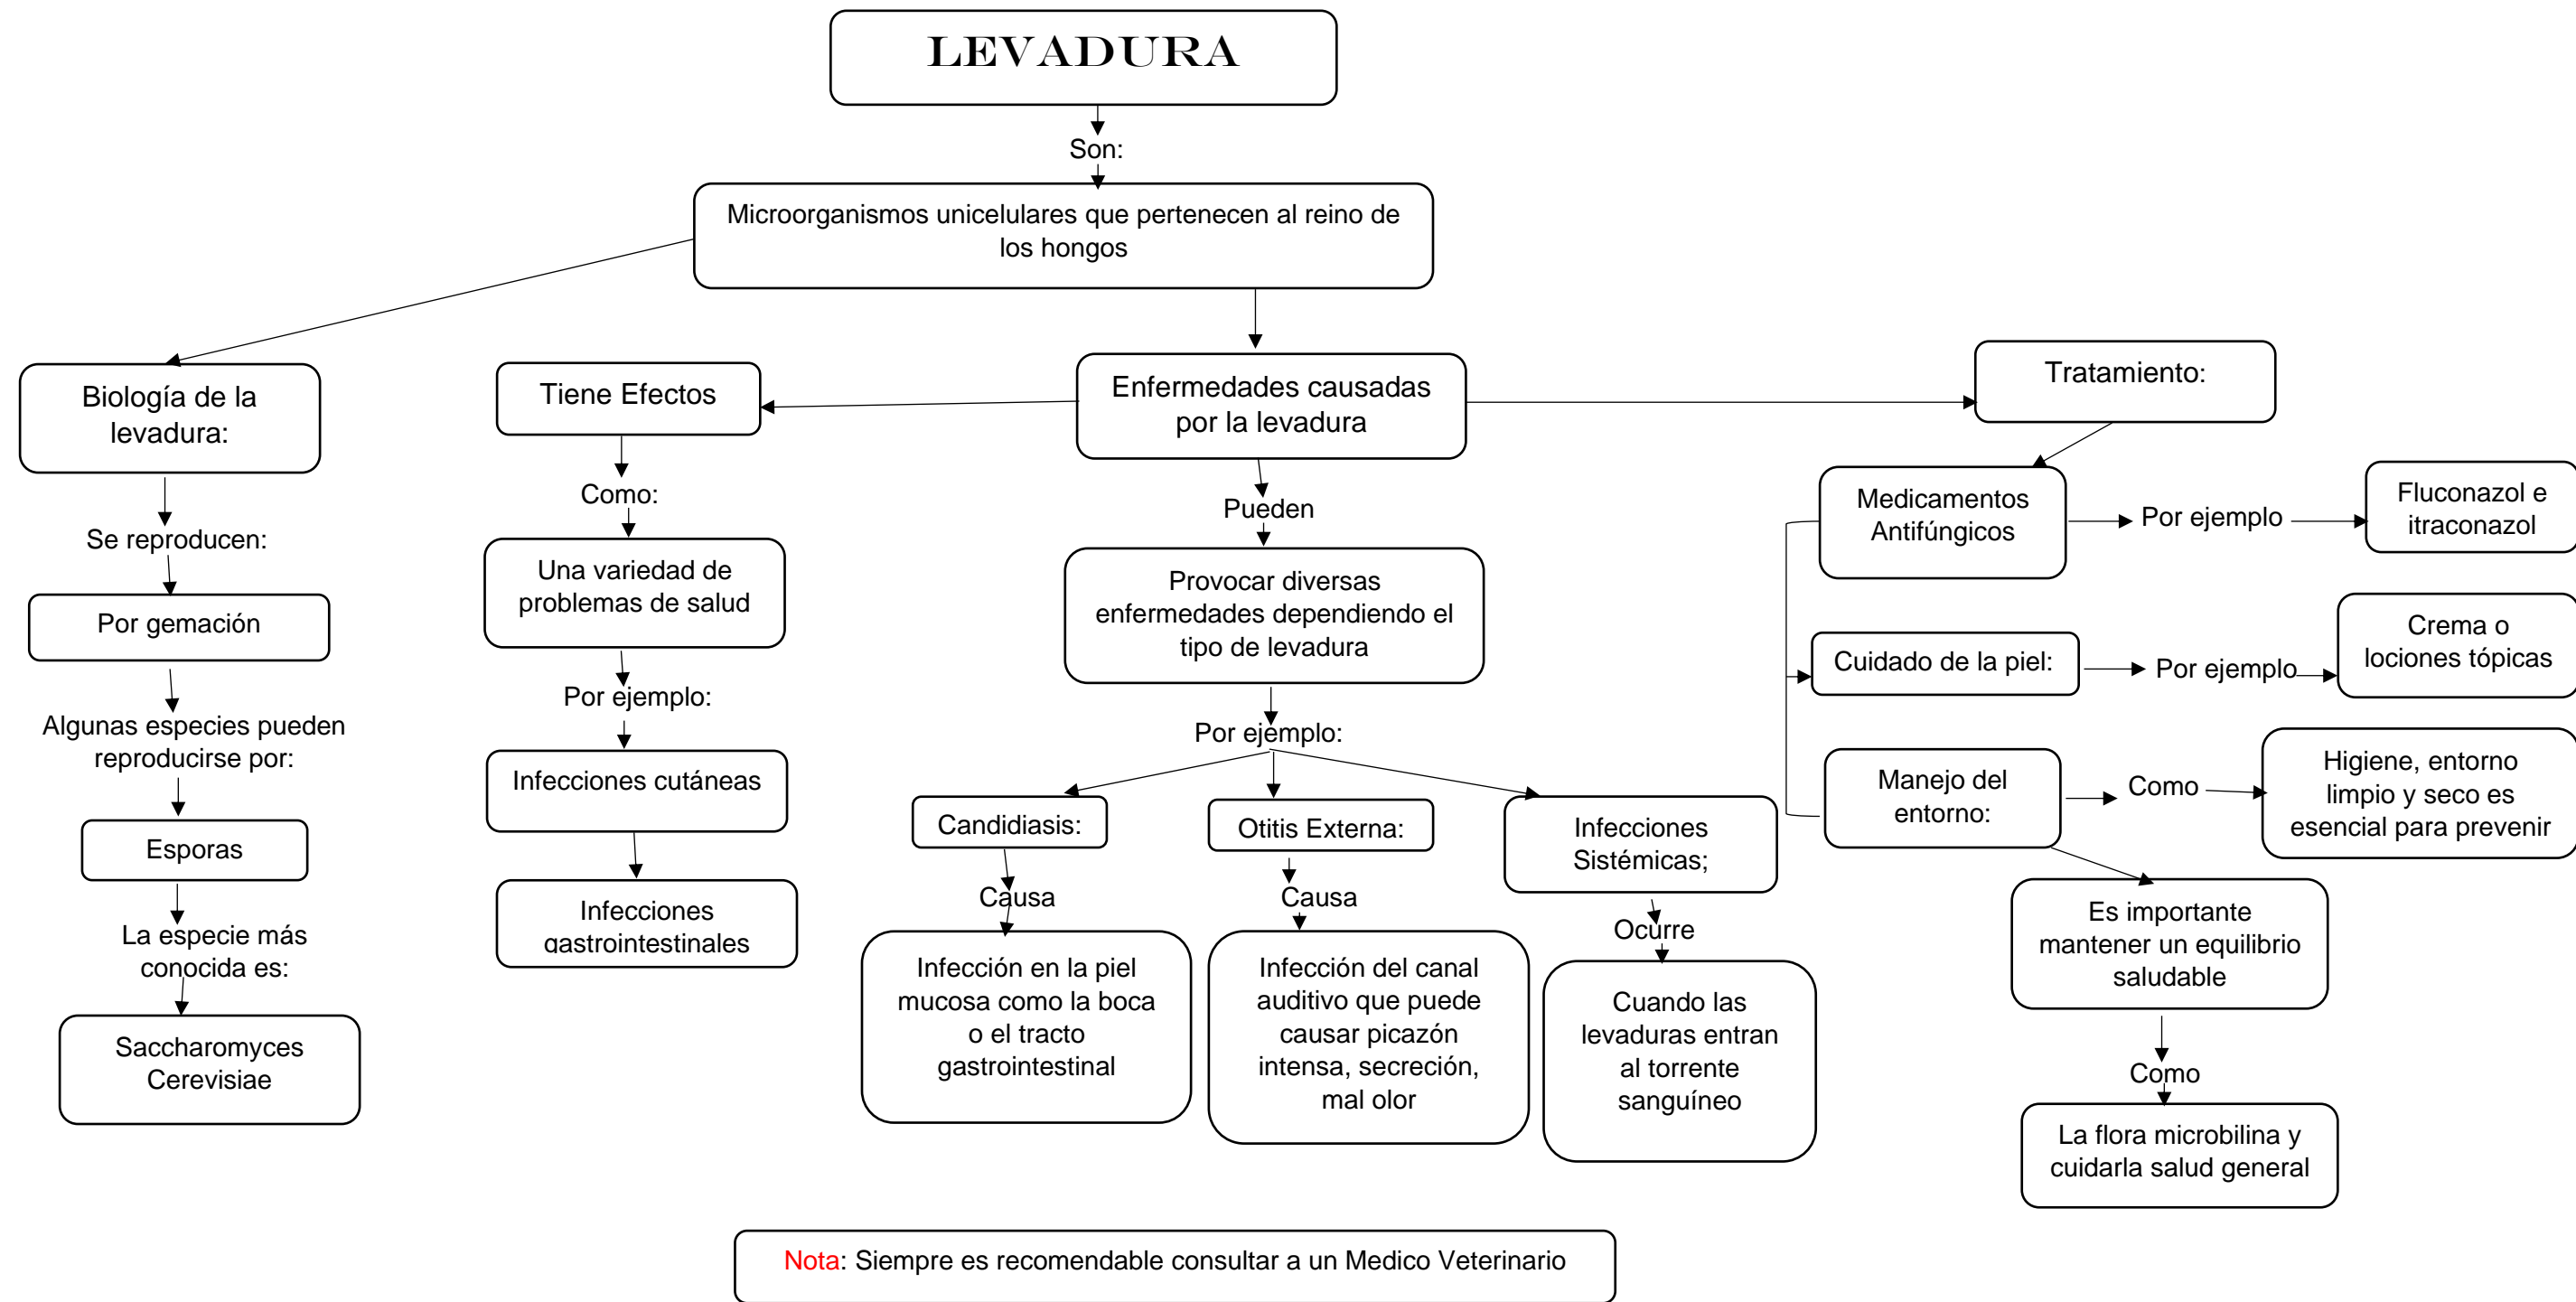 LEVADURA
Son:
Microorganismos unicelulares que pertenecen al reino de
los hongos
Biología de la
levadura:
Se reproducen:
Por gemación
Algunas especies pueden
reproducirse por:
Esporas
La especie más
conocida es:
Saccharomyces
Cerevisiae
Tiene Efectos
Como:
Una variedad de
problemas de salud
Por ejemplo:
Infecciones cutáneas
Infecciones
gastrointestinales
Enfermedades causadas
por la levadura
Pueden
Provocar diversas
enfermedades dependiendo el
tipo de levadura
Por ejemplo:
Candidiasis:
Causa
Infección en la piel
mucosa como la boca
o el tracto
gastrointestinal
Otitis Externa:
Causa
Infección del canal
auditivo que puede
causar picazón
intensa, secreción,
mal olor
Infecciones
Sistémicas;
Ocurre
Cuando las
levaduras entran
al torrente
sanguíneo
Tratamiento:
Medicamentos
Antifúngicos
Por ejemplo
Fluconazol e
itraconazol
Cuidado de la piel:
Por ejemplo
Crema o
lociones tópicas
Manejo del
entorno:
Como
Higiene, entorno
limpio y seco es
esencial para prevenir
Es importante
mantener un equilibrio
saludable
Como
La flora microbilina y
cuidarla salud general
Nota: Siempre es recomendable consultar a un Medico Veterinario